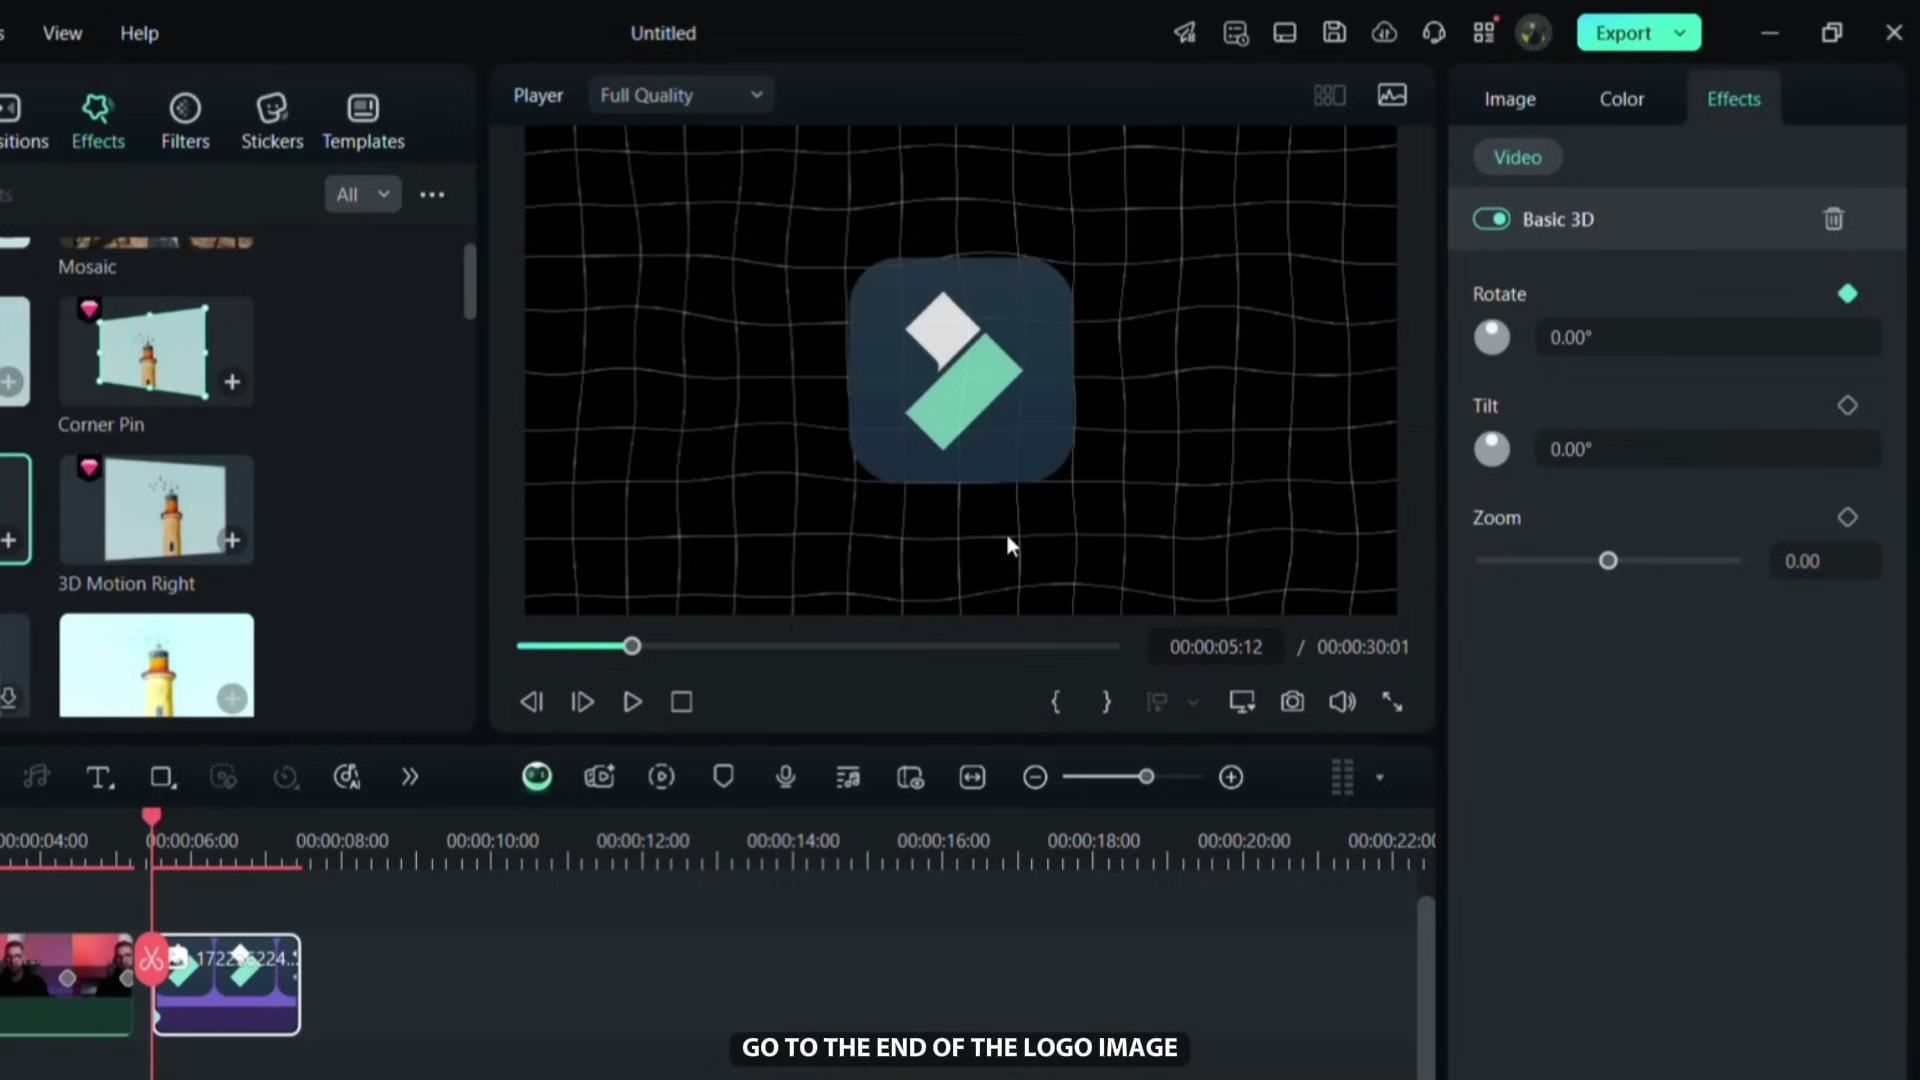 s View Help Untitled Export
sitions Effects Filters Stickers Templates
ts All
Mosaic
Corner Pin
3D Motion Right
Player Full Quality
00:00:05:12 / 00:00:30:01
{ }
Image Color Effects
Video
Basic 3D
Rotate
0.00°
Tilt
0.00°
Zoom
0.00
00:00:04:00 00:00:06:00 00:00:08:00 00:00:10:00 00:00:12:00 00:00:14:00 00:00:16:00 00:00:18:00 00:00:20:00 00:00:22:00
GO TO THE END OF THE LOGO IMAGE